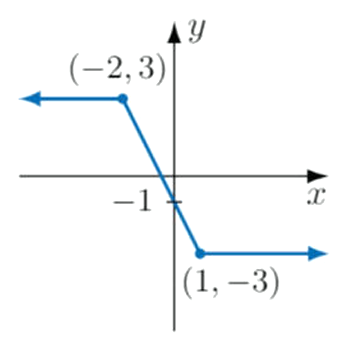 y
(−2, 3)
−1
x
(1, −3)